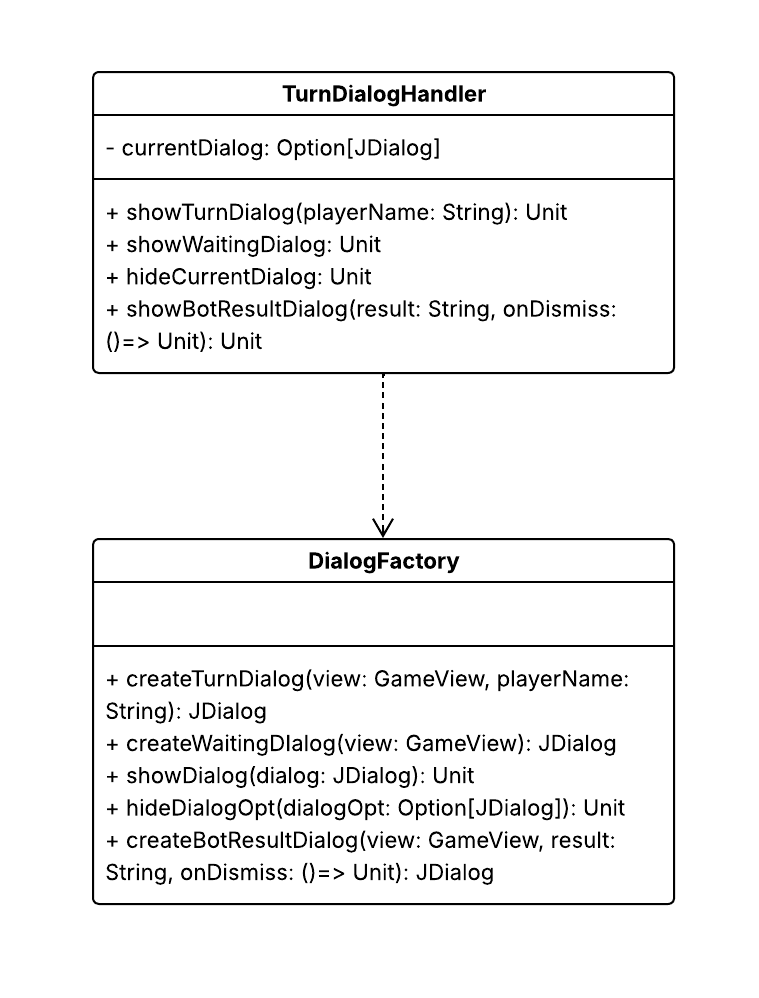 TurnDialogHandler
- currentDialog: Option[JDialog]
+ showTurnDialog(playerName: String): Unit
+ showWaitingDialog: Unit
+ hideCurrentDialog: Unit
+ showBotResultDialog(result: String, onDismiss:
()=> Unit): Unit
DialogFactory
+ createTurnDialog(view: GameView, playerName:
String): JDialog
+ createWaitingDIalog(view: GameView): JDialog
+ showDialog(dialog: JDialog): Unit
+ hideDialogOpt(dialogOpt: Option[JDialog]): Unit
+ createBotResultDialog(view: GameView, result:
String, onDismiss: ()=> Unit): JDialog